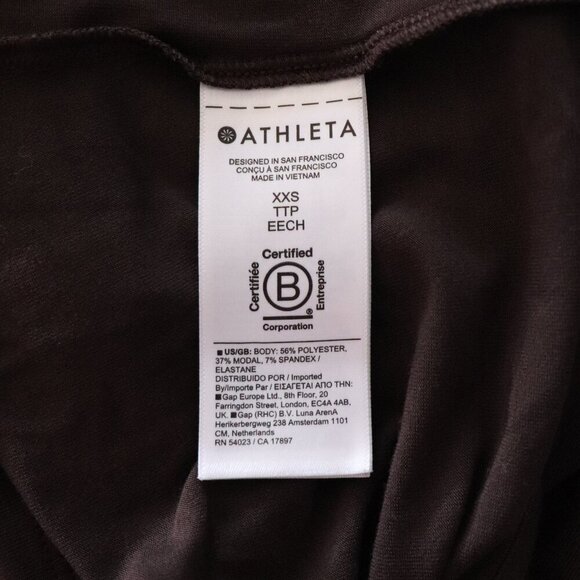 ATHLETA
DESIGNED IN SAN FRANCISCO
CONÇU À SAN FRANCISCO
MADE IN VIETNAM
XXS
TTP
EECH
Certified
Certifiée
B
Entreprise
®
Corporation
■ US/GB: BODY: 56% POLYESTER,
37% MODAL, 7% SPANDEX /
ELASTANE
DISTRIBUIDO POR / Imported
By/Importe Par / ΕΙΣΑΓΕΤΑΙ ΑΠΟ ΤΗΝ:
■Gap Europe Ltd., 8th Floor, 20
Farringdon Street, London, EC4A 4AB,
UK. ■Gap (RHC) B.V. Luna ArenA
Herikerbergweg 238 Amsterdam 1101
CM, Netherlands
RN 54023 / CA 17897